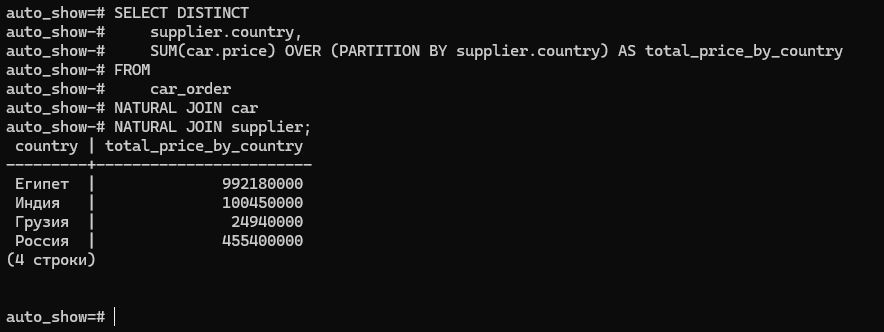 auto_show=# SELECT DISTINCT
auto_show-#     supplier.country,
auto_show-#     SUM(car.price) OVER (PARTITION BY supplier.country) AS total_price_by_country
auto_show-# FROM
auto_show-#     car_order
auto_show-# NATURAL JOIN car
auto_show-# NATURAL JOIN supplier;
 country | total_price_by_country
---------+------------------------
 Египет  |              992180000
 Индия   |              100450000
 Грузия  |               24940000
 Россия  |              455400000
(4 строки)
auto_show=#